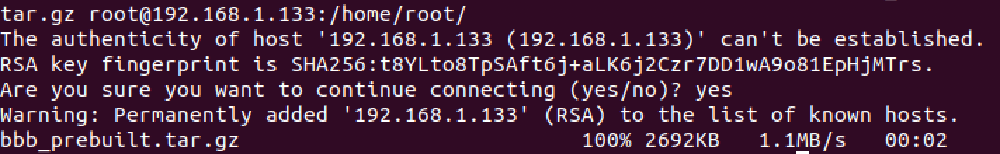 tar.gz root@192.168.1.133:/home/root/
The authenticity of host '192.168.1.133 (192.168.1.133)' can't be established.
RSA key fingerprint is SHA256:t8YLto8TpSAft6j+aLK6j2Czr7DD1wA9o81EpHjMTrs.
Are you sure you want to continue connecting (yes/no)? yes
Warning: Permanently added '192.168.1.133' (RSA) to the list of known hosts.
bbb_prebuilt.tar.gz 100% 2692KB 1.1MB/s 00:02